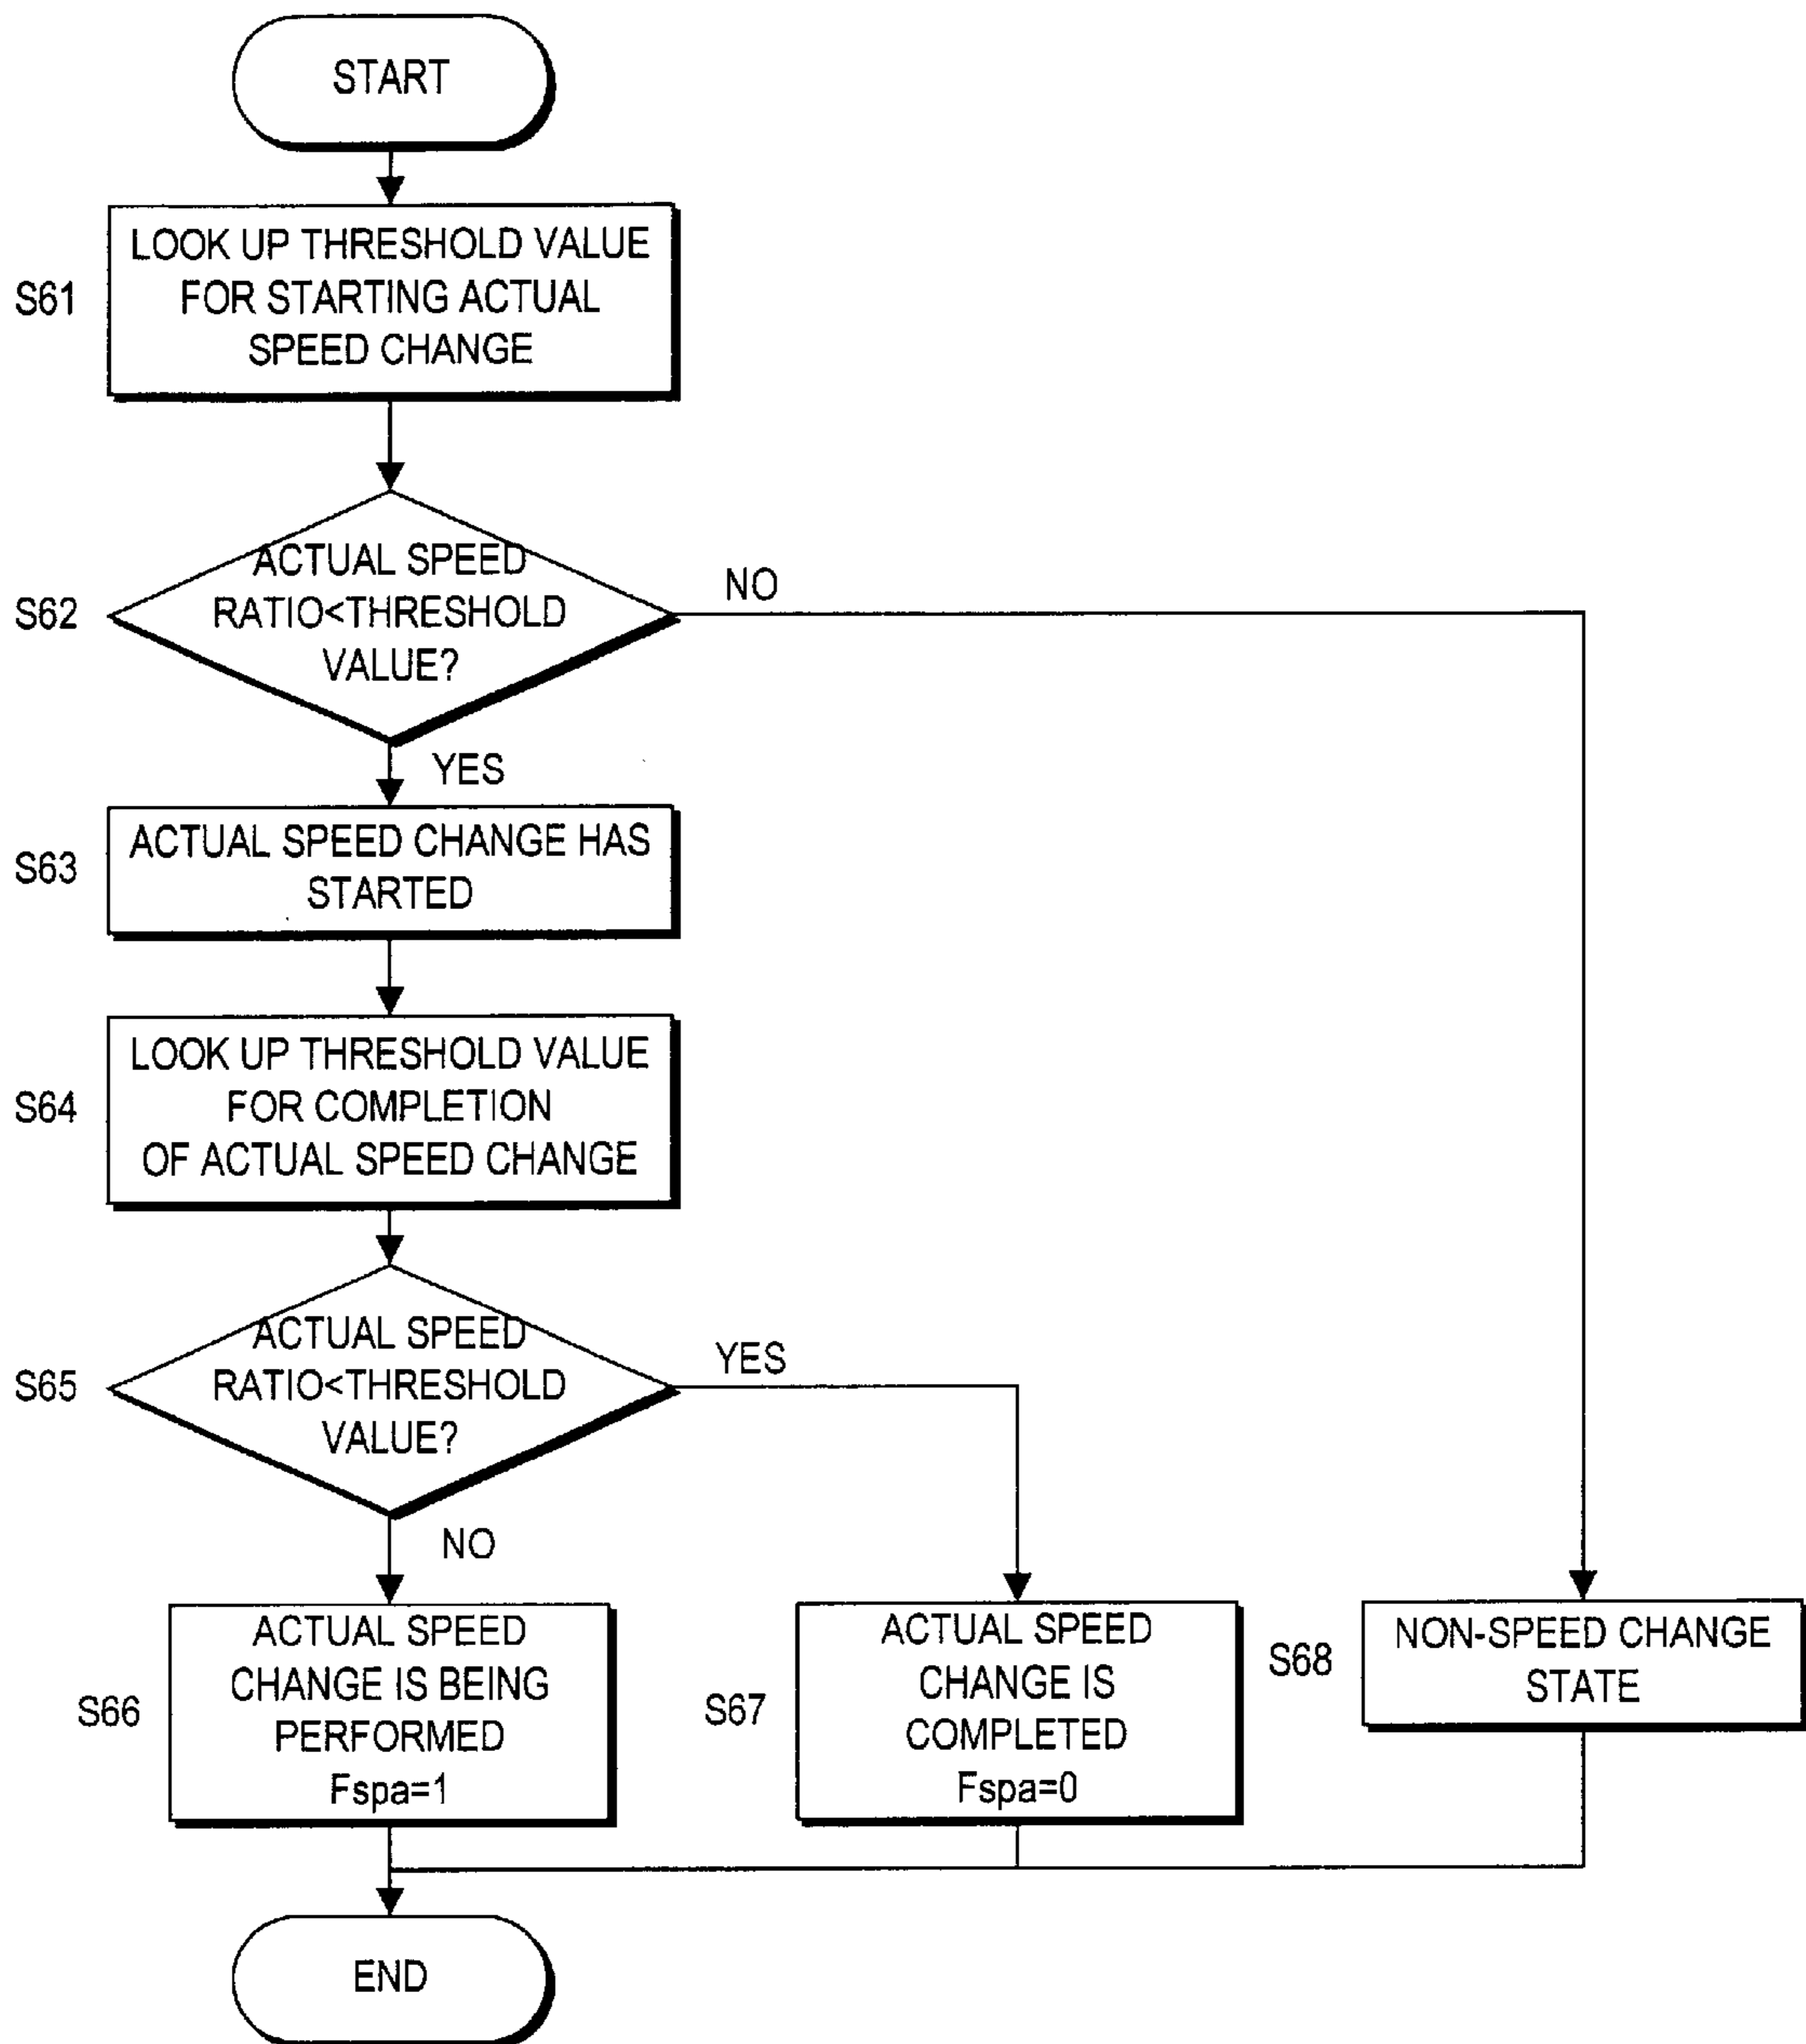 START
S61
LOOK UP THRESHOLD VALUE
FOR STARTING ACTUAL
SPEED CHANGE
S62
ACTUAL SPEED
RATIO<THRESHOLD
VALUE?
NO
YES
S63
ACTUAL SPEED CHANGE HAS
STARTED
S64
LOOK UP THRESHOLD VALUE
FOR COMPLETION
OF ACTUAL SPEED CHANGE
S65
ACTUAL SPEED
RATIO<THRESHOLD
VALUE?
YES
NO
S66
ACTUAL SPEED
CHANGE IS BEING
PERFORMED
Fspa=1
S67
ACTUAL SPEED
CHANGE IS
COMPLETED
Fspa=0
S68
NON-SPEED CHANGE
STATE
END